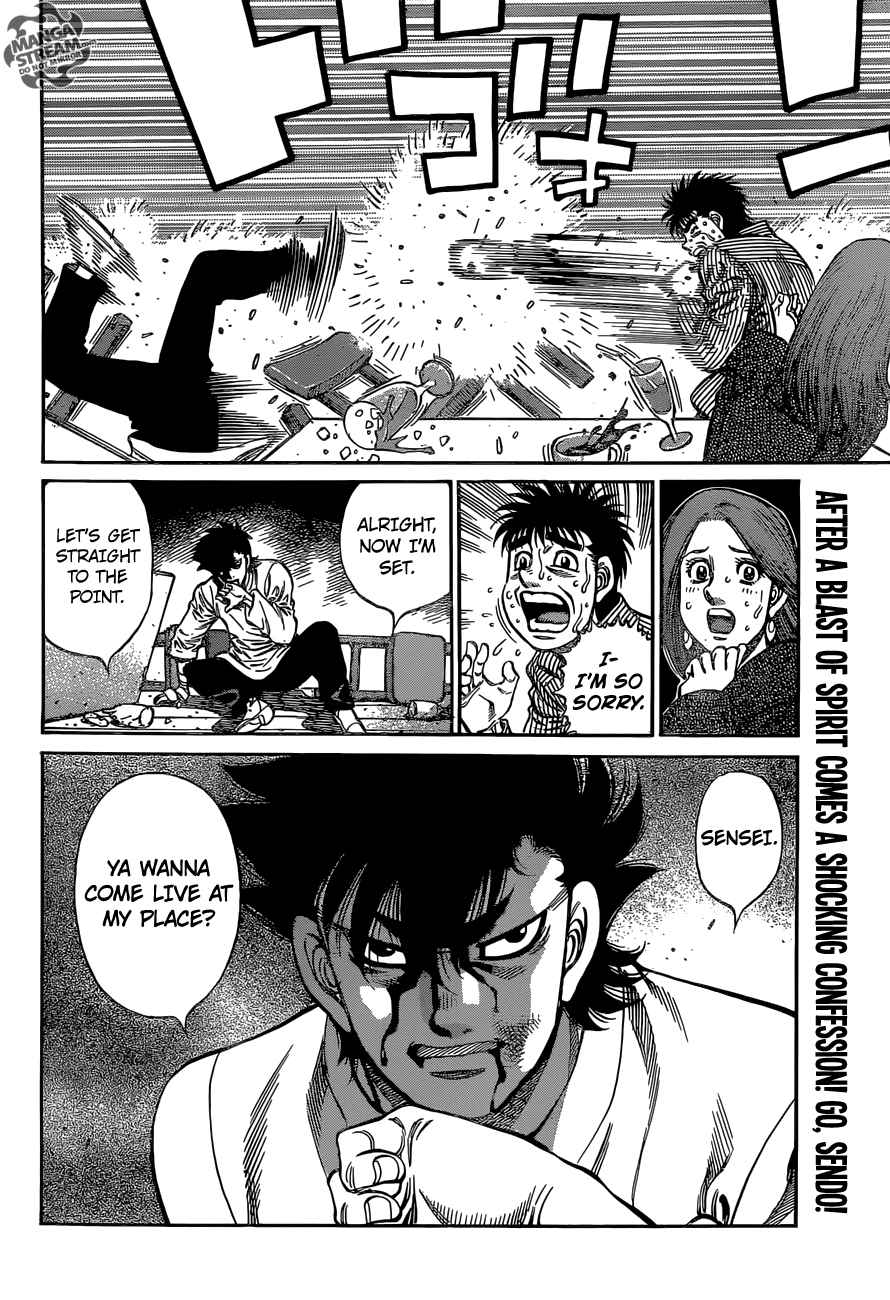 MANGA
STREAM.COM
DO NOT MIRROR
ドゴォ
ALRIGHT,
NOW I'M
SET.
LET'S GET
STRAIGHT
TO THE
POINT.
I-
I'M SO
SORRY.
SENSEI.
YA WANNA
COME LIVE AT
MY PLACE?
AFTER A BLAST OF SPIRIT COMES A SHOCKING CONFESSION! GO, SENDO!